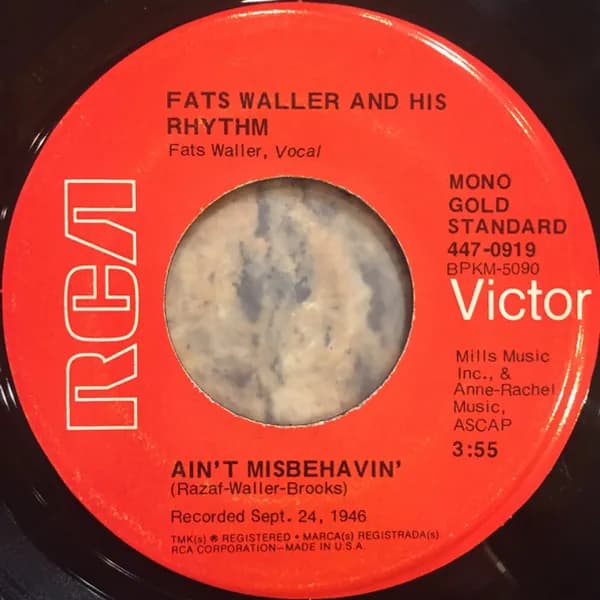 FATS WALLER AND HIS
RHYTHM
Fats Waller, Vocal
RCA
MONO
GOLD
STANDARD
447-0919
BPKM-5090
Victor
Mills Music
Inc., &
Anne-Rachel
Music,
ASCAP
3:55
AIN'T MISBEHAVIN'
(Razaf-Waller-Brooks)
Recorded Sept. 24, 1946
TMK(s) ® REGISTERED • MARCA(s) REGISTRADA(s)
RCA CORPORATION—MADE IN U.S.A.